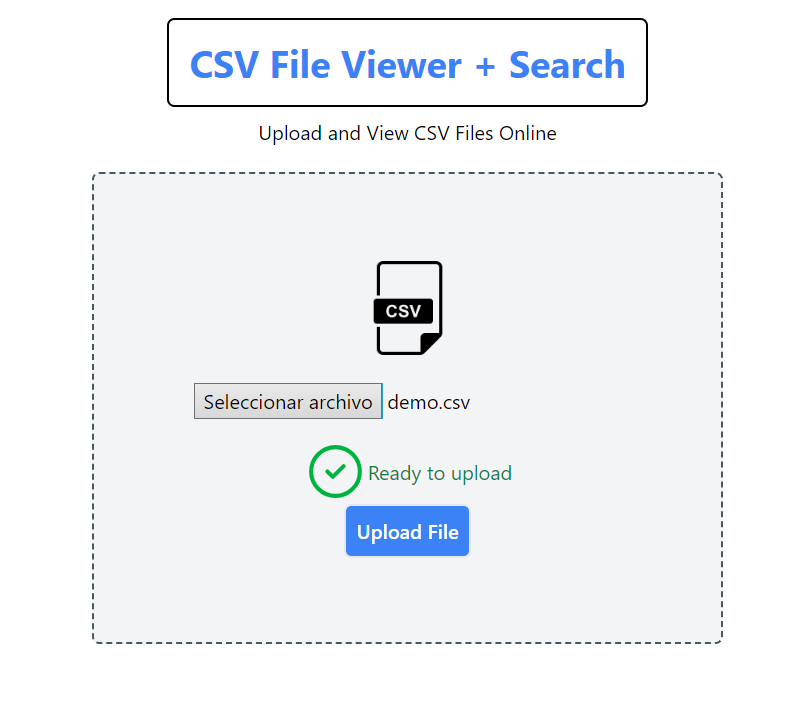 CSV File Viewer + Search
Upload and View CSV Files Online
CSV
Seleccionar archivo demo.csv
Ready to upload
Upload File